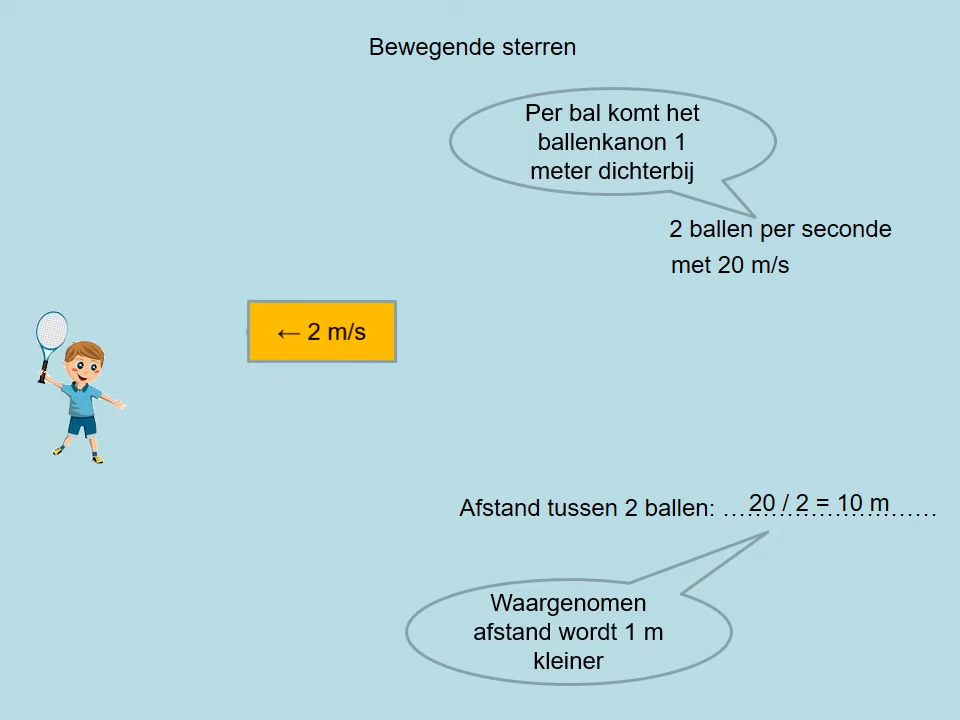 Bewegende sterren
Per bal komt het
ballenkanon 1
meter dichterbij
2 ballen per seconde
met 20 m/s
← 2 m/s
Afstand tussen 2 ballen: ………………………
20 / 2 = 10 m
Waargenomen
afstand wordt 1 m
kleiner